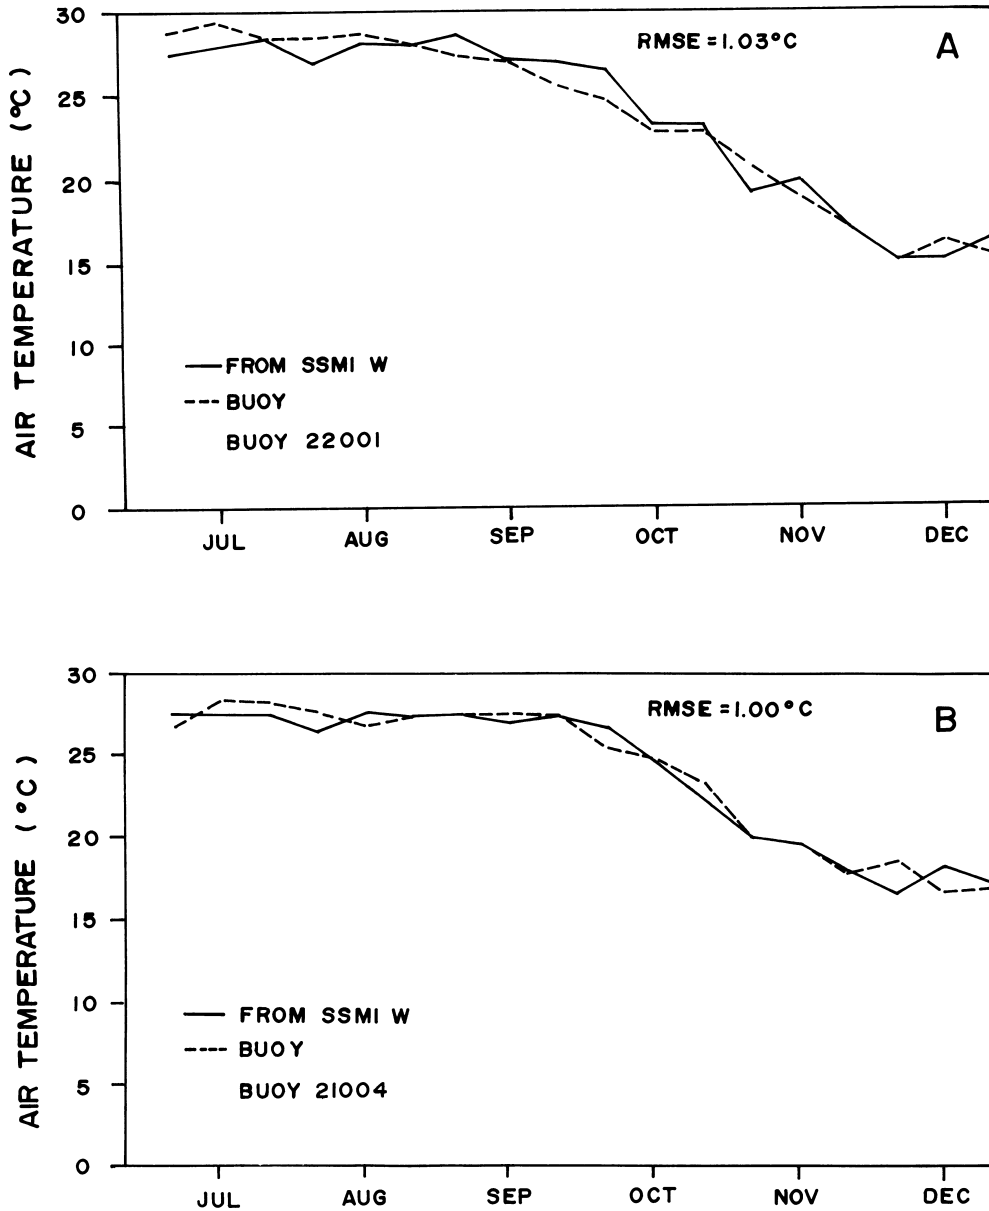 30
25
20
15
10
5
0
AIR TEMPERATURE (°C)
RMSE = 1.03°C
A
FROM SSMI W
BUOY
BUOY 22001
JUL AUG SEP OCT NOV DEC
30
25
20
15
10
5
0
AIR TEMPERATURE (°C)
RMSE = 1.00°C
B
FROM SSMI W
BUOY
BUOY 21004
JUL AUG SEP OCT NOV DEC